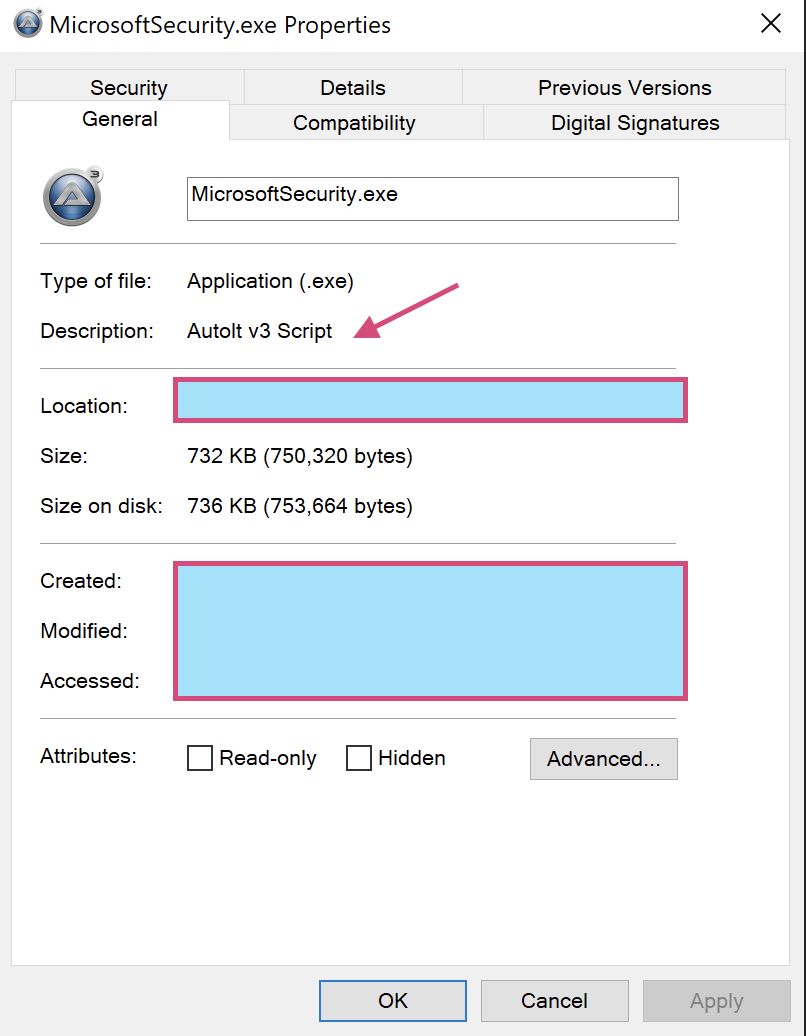 MicrosoftSecurity.exe Properties
Security Details Previous Versions
General Compatibility Digital Signatures
3
MicrosoftSecurity.exe
Type of file: Application (.exe)
Description: AutoIt v3 Script
Location:
Size: 732 KB (750,320 bytes)
Size on disk: 736 KB (753,664 bytes)
Created:
Modified:
Accessed:
Attributes: Read-only Hidden Advanced...
OK Cancel Apply